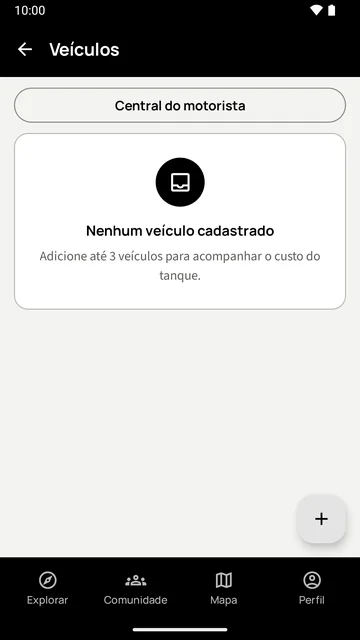 10:00
Veículos
Central do motorista
Nenhum veículo cadastrado
Adicione até 3 veículos para acompanhar o custo do
tanque.
Explorar
Comunidade
Mapa
Perfil